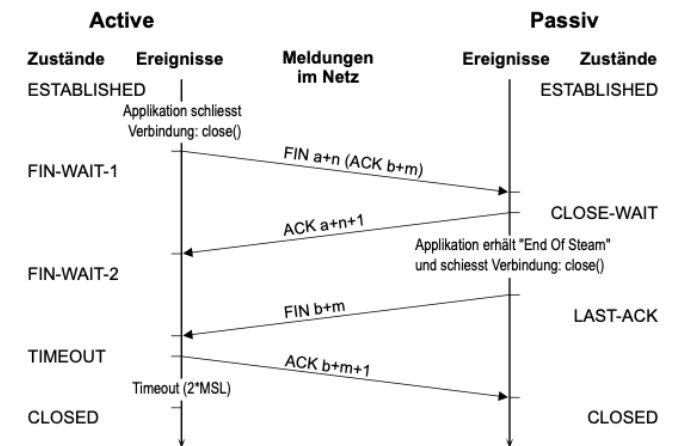 Active Passiv
Zustände Ereignisse Meldungen im Netz Ereignisse Zustände
ESTABLISHED ESTABLISHED
Applikation schliesst
Verbindung: close()
FIN a+n (ACK b+m)
FIN-WAIT-1
CLOSE-WAIT
ACK a+n+1
Applikation erhält "End Of Steam"
und schiesst Verbindung: close()
FIN-WAIT-2
FIN b+m
LAST-ACK
TIMEOUT
ACK b+m+1
Timeout (2*MSL)
CLOSED CLOSED